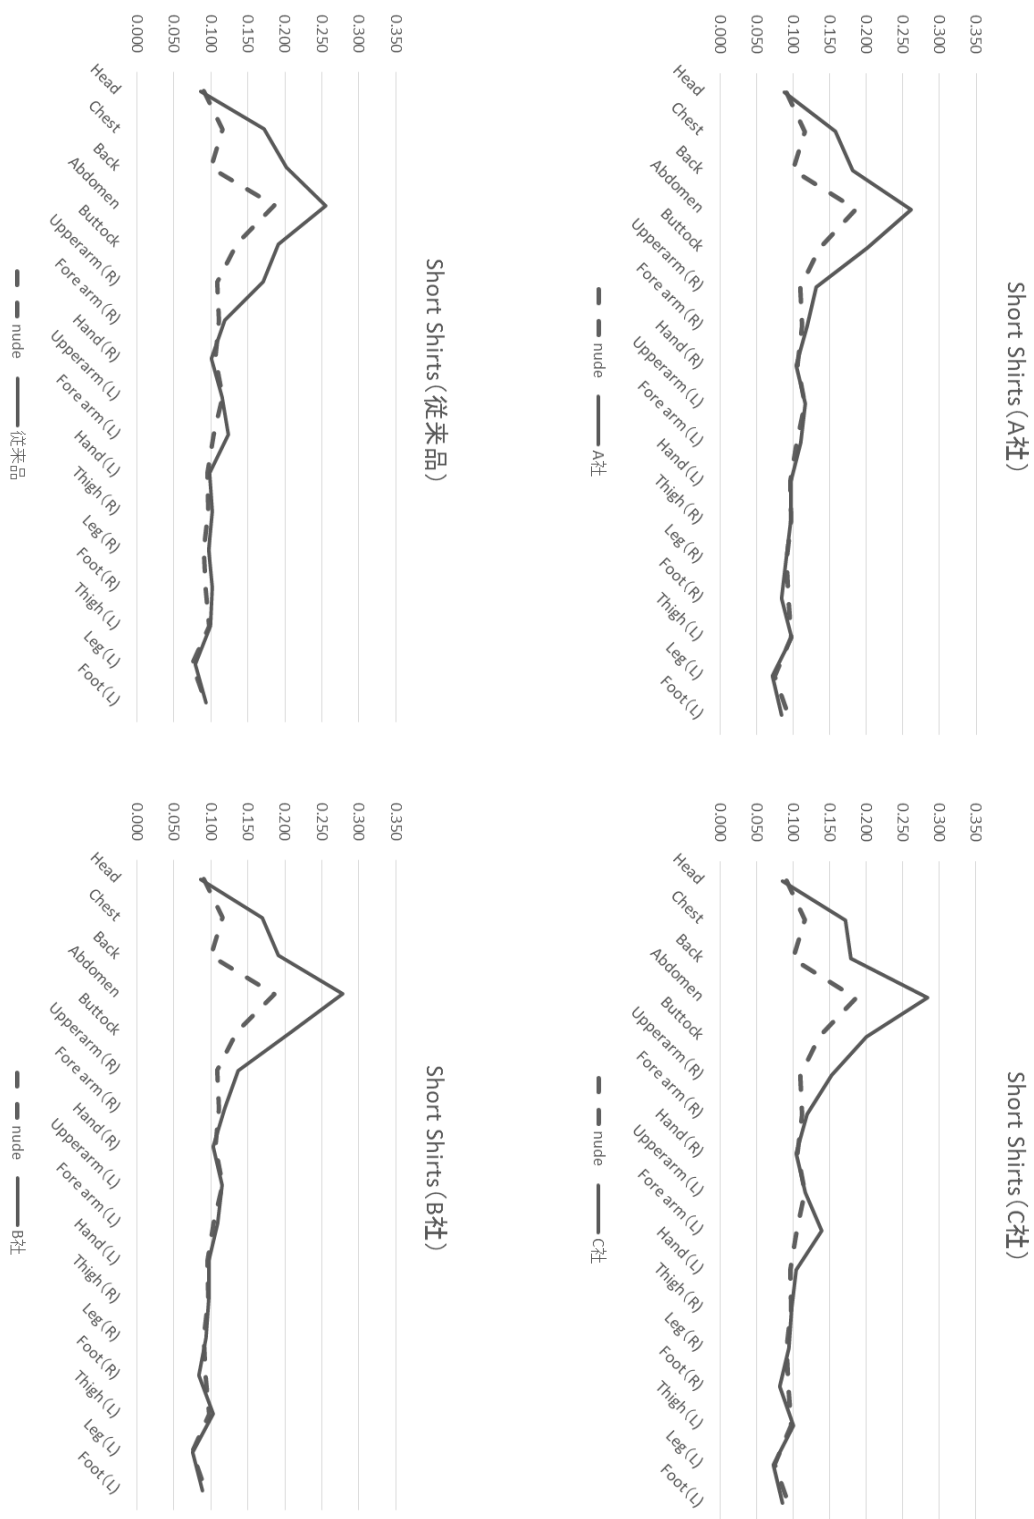 Short Shirts(A社)
0.350
0.300
0.250
0.200
0.150
0.100
0.050
0.000
Head
Chest
Back
Abdomen
Buttock
Upperarm(R)
Fore arm(R)
Hand(R)
Upperarm(L)
Fore arm(L)
Hand(L)
Thigh(R)
Leg(R)
Foot(R)
Thigh(L)
Leg(L)
Foot(L)
nude A社
Short Shirts(C社)
0.350
0.300
0.250
0.200
0.150
0.100
0.050
0.000
Head
Chest
Back
Abdomen
Buttock
Upperarm(R)
Fore arm(R)
Hand(R)
Upperarm(L)
Fore arm(L)
Hand(L)
Thigh(R)
Leg(R)
Foot(R)
Thigh(L)
Leg(L)
Foot(L)
nude C社
Short Shirts(従来品)
0.350
0.300
0.250
0.200
0.150
0.100
0.050
0.000
Head
Chest
Back
Abdomen
Buttock
Upperarm(R)
Fore arm(R)
Hand(R)
Upperarm(L)
Fore arm(L)
Hand(L)
Thigh(R)
Leg(R)
Foot(R)
Thigh(L)
Leg(L)
Foot(L)
nude 従来品
Short Shirts(B社)
0.350
0.300
0.250
0.200
0.150
0.100
0.050
0.000
Head
Chest
Back
Abdomen
Buttock
Upperarm(R)
Fore arm(R)
Hand(R)
Upperarm(L)
Fore arm(L)
Hand(L)
Thigh(R)
Leg(R)
Foot(R)
Thigh(L)
Leg(L)
Foot(L)
nude B社